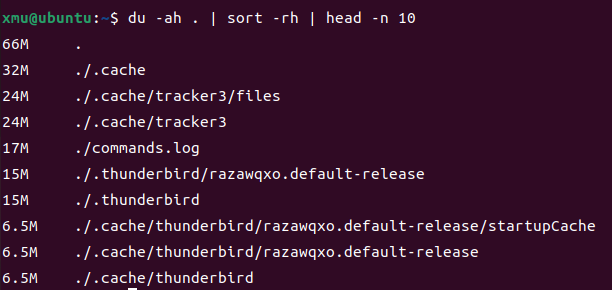 xmu@ubuntu:~$ du -ah . | sort -rh | head -n 10
66M .
32M ./.cache
24M ./.cache/tracker3/files
24M ./.cache/tracker3
17M ./commands.log
15M ./.thunderbird/razawqxo.default-release
15M ./.thunderbird
6.5M ./.cache/thunderbird/razawqxo.default-release/startupCache
6.5M ./.cache/thunderbird/razawqxo.default-release
6.5M ./.cache/thunderbird